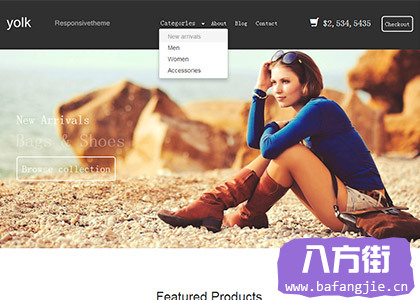 yolk
Responsivetheme
Categories About Blog Contact
$2,534,5435
Checkout
New arrivals
Men
Women
Accessories
New Arrivals
Bags & Shoes
Browse collection
八方街
www.bafangjie.cn
Featured Products